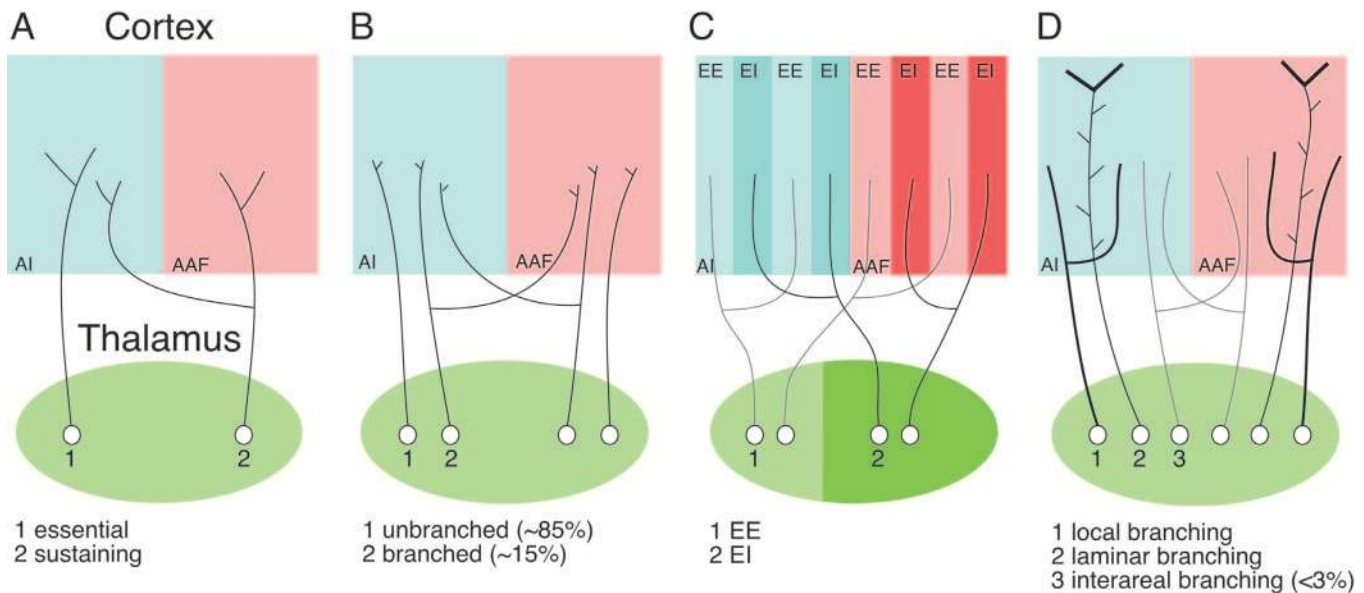 A Cortex
AI
AAF
Thalamus
1
2
1 essential
2 sustaining
B
AI
AAF
1
2
1 unbranched (~85%)
2 branched (~15%)
C
EE EI EE EI EE EI EE EI
AI
AAF
1
2
1 EE
2 EI
D
AI
AAF
1 2 3
1 local branching
2 laminar branching
3 interareal branching (<3%)